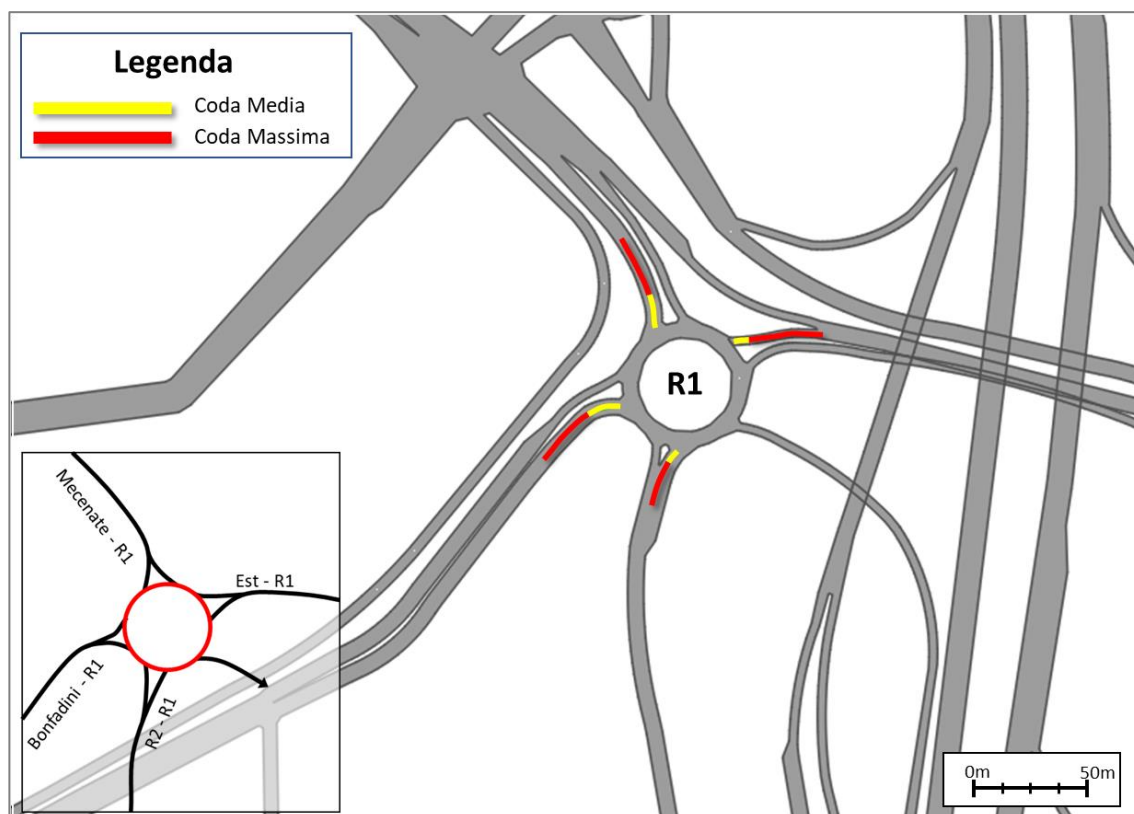 Legenda
Coda Media
Coda Massima
R1
Mecenate - R1
Est - R1
Bonfadini - R1
R2 - R1
0m
50m